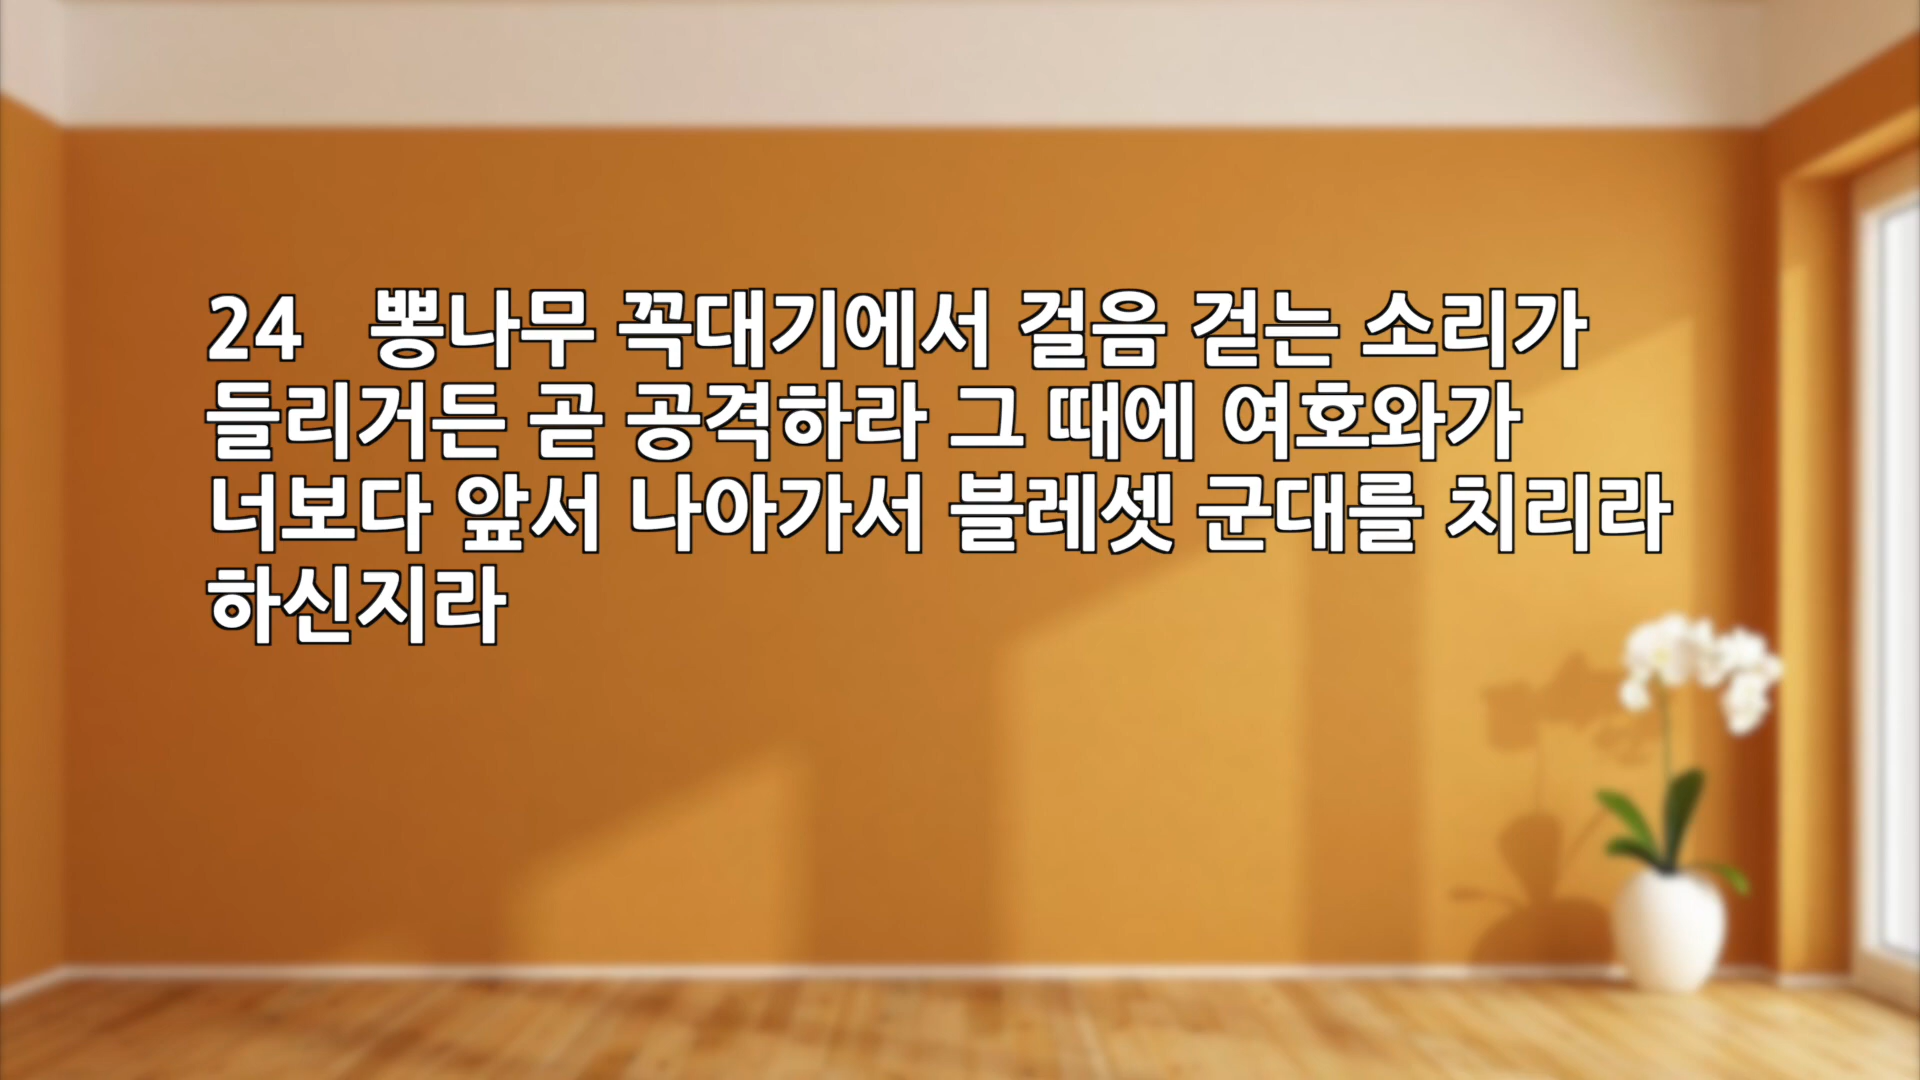 24 뽕나무 꼭대기에서 걸음 걷는 소리가
들리거든 곧 공격하라 그 때에 여호와가
너보다 앞서 나아가서 블레셋 군대를 치리라
하신지라